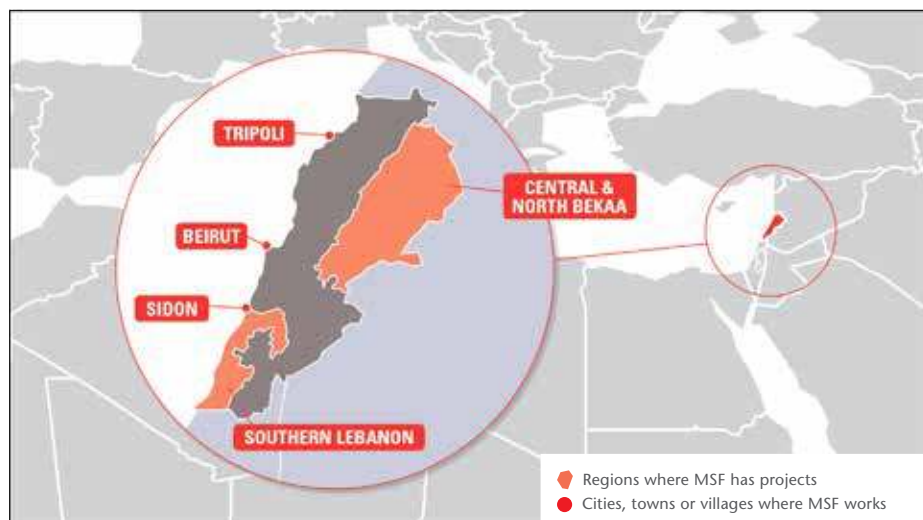 TRIPOLI
CENTRAL &
NORTH BEKAA
BEIRUT
SIDON
SOUTHERN LEBANON
Regions where MSF has projects
Cities, towns or villages where MSF works